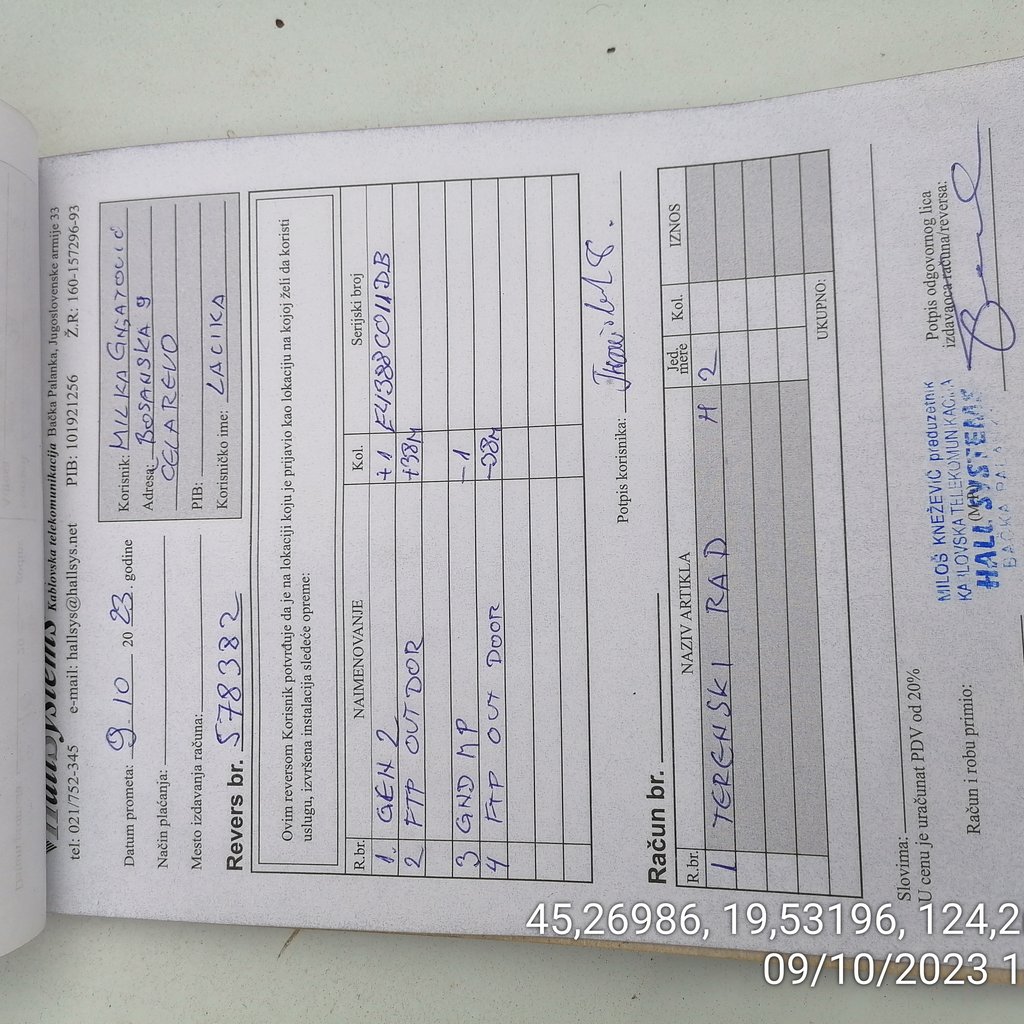 HallSystems Kablovska telekomunikacija Bačka Palanka, Jugoslovenske armije 33
tel: 021/752-345 e-mail: hallsys@hallsys.net PIB: 101921256 Ž.R: 160-157296-93
Datum prometa: 9.10 2023. godine
Način plaćanja:
Mesto izdavanja računa:
Revers br. 578382
Korisnik: MILKA GNJATOVIĆ
Adresa: BOSANSKA 9
ČELAREVO
PIB:
Korisničko ime: LACIKA
Ovim reversom Korisnik potvrđuje da je na lokaciji koju je prijavio kao lokaciju na kojoj želi da koristi
uslugu, izvršena instalacija sledeće opreme:
R.br. NAIMENOVANJE Kol. Serijski broj
1. GEN 2 +1 E4388C011DB
2 FTP OUTDOR +38M
3 GND MP -1
4 FTP OUT DOOR -38M
Potpis korisnika:
Račun br.
R.br. NAZIV ARTIKLA Jed. mere Kol. IZNOS
1 TERENSKI RAD H 2
UKUPNO:
Slovima:
U cenu je uračunat PDV od 20%
Račun i robu primio:
(M.P.)
Potpis odgovornog lica
izdavaoca računa/reversa:
MILOŠ KNEŽEVIĆ preduzetnik
KABLOVSKA TELEKOMUNIKACIJA
HALL SYSTEMS
BAČKA PALANKA
45,26986, 19,53196, 124,2
09/10/2023 1